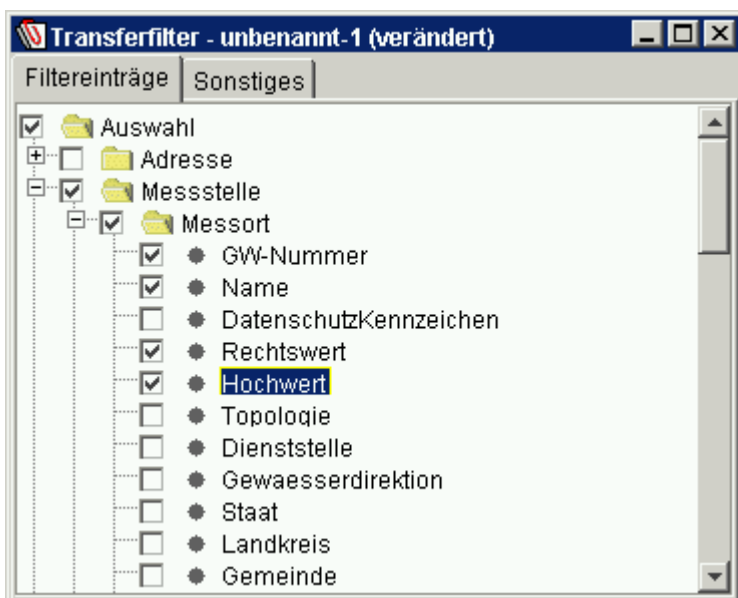 Transferfilter - unbenannt-1 (verändert)
Filtereinträge Sonstiges
Auswahl
Adresse
Messstelle
Messort
GW-Nummer
Name
DatenschutzKennzeichen
Rechtswert
Hochwert
Topologie
Dienststelle
Gewaesserdirektion
Staat
Landkreis
Gemeinde